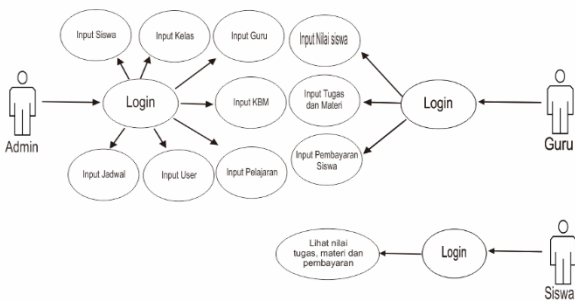 Input Siswa
Input Kelas
Input Guru
Input Nilai siswa
Login
Input KBM
Input Tugas
dan Materi
Login
Admin
Guru
Input Jadwal
Input User
Input Pelajaran
Input Pembayaran
Siswa
Lihat nilai
tugas, materi dan
pembayaran
Login
Siswa